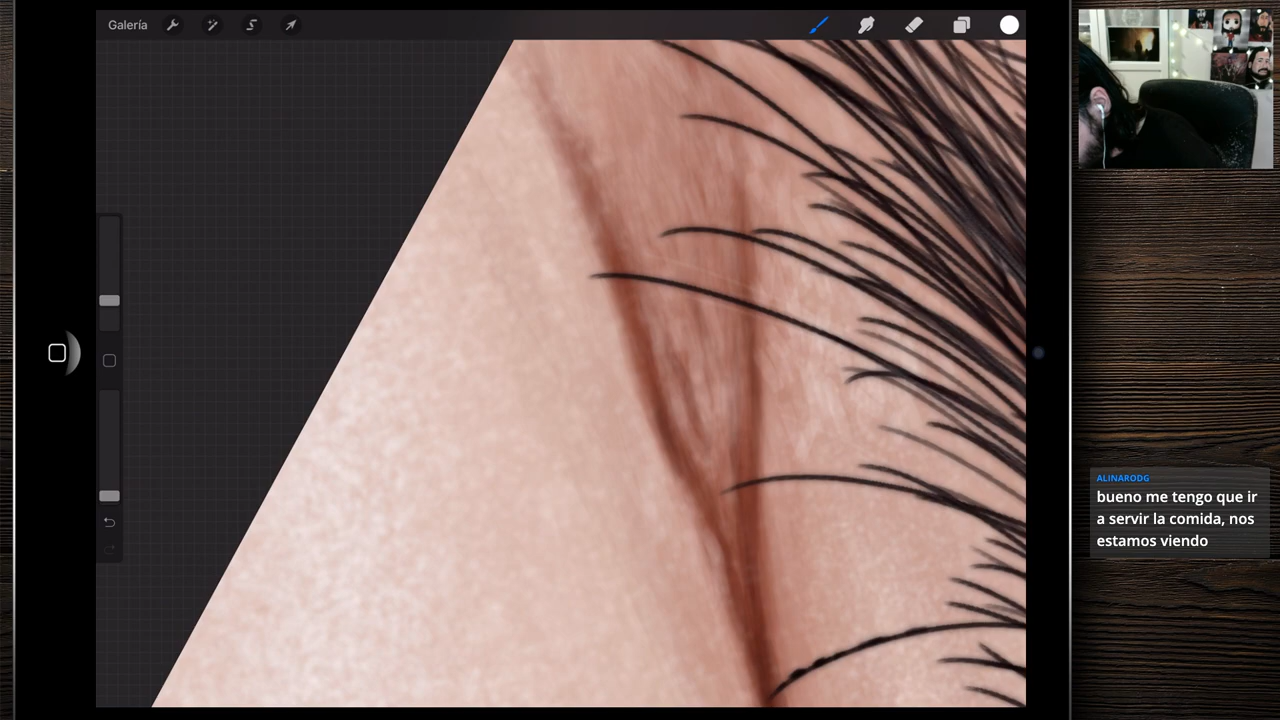 Galería
ALINARODG
bueno me tengo que ir
a servir la comida, nos
estamos viendo